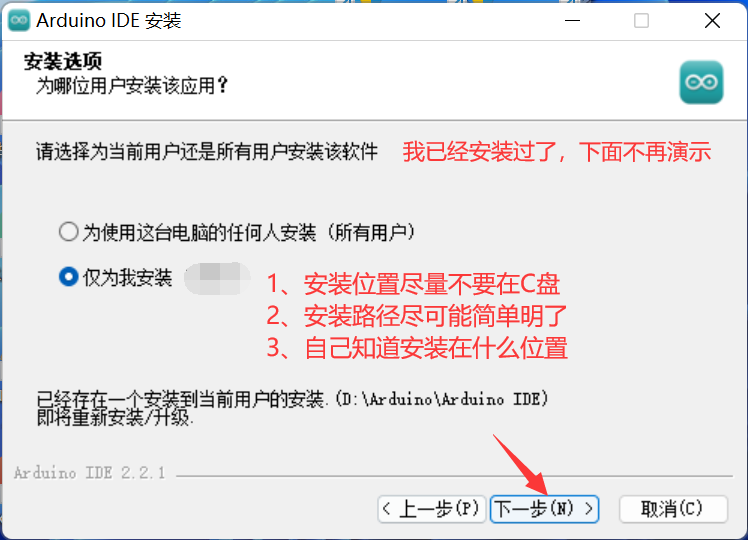 Arduino IDE 安装
安装选项
为哪位用户安装该应用？
请选择为当前用户还是所有用户安装该软件
我已经安装过了，下面不再演示
为使用这台电脑的任何人安装（所有用户）
仅为我安装
1、安装位置尽量不要在C盘
2、安装路径尽可能简单明了
3、自己知道安装在什么位置
已经存在一个安装到当前用户的安装.(D:\Arduino\Arduino IDE)
即将重新安装/升级.
Arduino IDE 2.2.1
< 上一步(P)
下一步(N) >
取消(C)